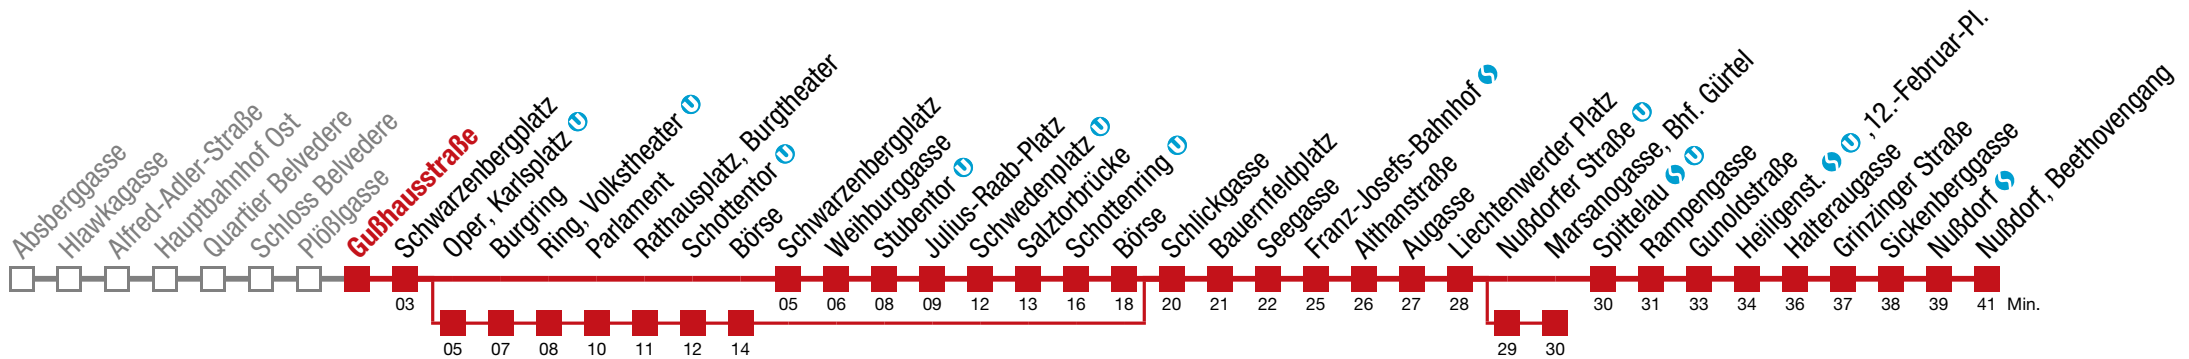 Absberggasse
Hlawkagasse
Alfred-Adler-Straße
Hauptbahnhof Ost
Quartier Belvedere
Schloss Belvedere
Plößlgasse
Gußhausstraße
Schwarzenbergplatz
Oper, Karlsplatz U
Burgring
Ring, Volkstheater U
Parlament
Rathausplatz, Burgtheater
Schottentor U
Börse
Schwarzenbergplatz
Weihburggasse
Stubentor U
Julius-Raab-Platz
Schwedenplatz U
Salztorbrücke
Schottenring U
Börse
Schlickgasse
Bauernfeldplatz
Seegasse
Franz-Josefs-Bahnhof S
Althanstraße
Augasse
Liechtenwerder Platz
Nußdorfer Straße U
Marsanogasse, Bhf. Gürtel
Spittelau S U
Rampengasse
Gunoldstraße
Heiligenst. S U ,12.-Februar-Pl.
Halteraugasse
Grinzinger Straße
Sickenberggasse
Nußdorf S
Nußdorf, Beethovengang
03 05 06 08 09 12 13 16 18 20 21 22 25 26 27 28 30 31 33 34 36 37 38 39 41 Min.
05 07 08 10 11 12 14 29 30